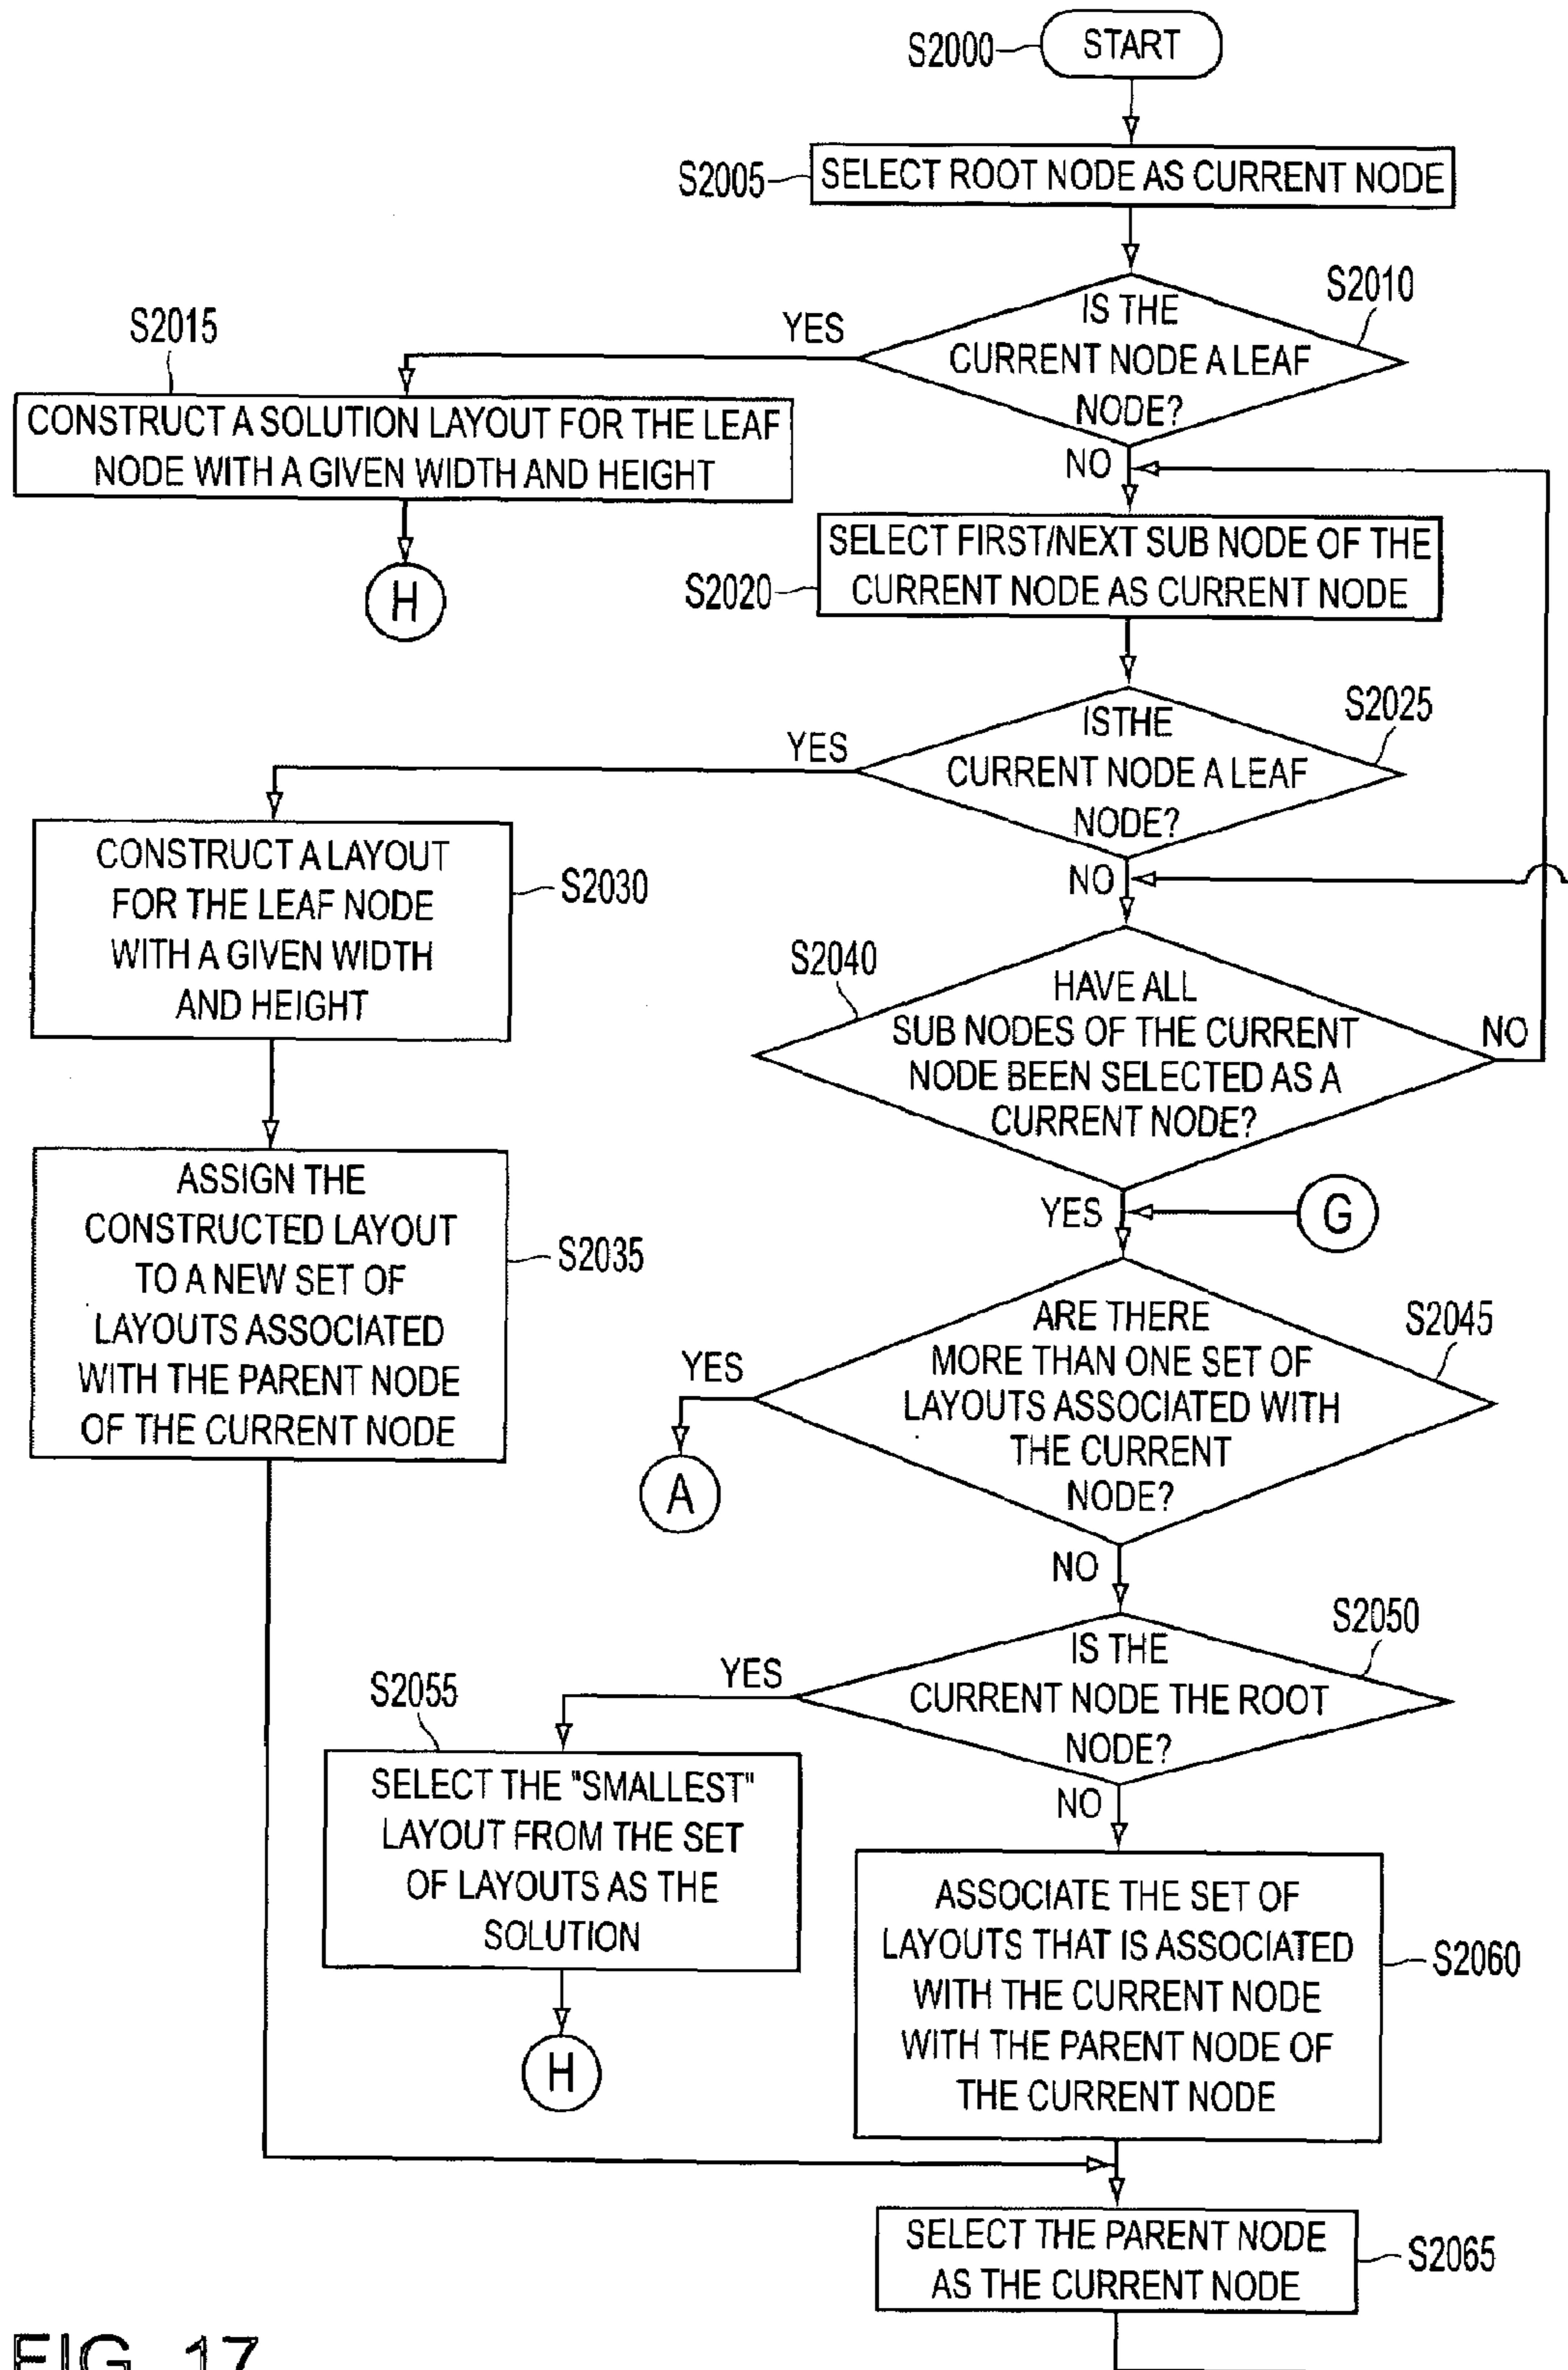 S2000
START
S2005
SELECT ROOT NODE AS CURRENT NODE
S2010
IS THE
CURRENT NODE A LEAF
NODE?
YES
NO
S2015
CONSTRUCT A SOLUTION LAYOUT FOR THE LEAF
NODE WITH A GIVEN WIDTH AND HEIGHT
H
SELECT FIRST/NEXT SUB NODE OF THE
CURRENT NODE AS CURRENT NODE
S2020
S2025
ISTHE
CURRENT NODE A LEAF
NODE?
YES
NO
CONSTRUCT A LAYOUT
FOR THE LEAF NODE
WITH A GIVEN WIDTH
AND HEIGHT
S2030
S2040
HAVE ALL
SUB NODES OF THE CURRENT
NODE BEEN SELECTED AS A
CURRENT NODE?
NO
YES
G
ASSIGN THE
CONSTRUCTED LAYOUT
TO A NEW SET OF
LAYOUTS ASSOCIATED
WITH THE PARENT NODE
OF THE CURRENT NODE
S2035
S2045
ARE THERE
MORE THAN ONE SET OF
LAYOUTS ASSOCIATED WITH
THE CURRENT
NODE?
YES
A
NO
S2050
IS THE
CURRENT NODE THE ROOT
NODE?
YES
NO
S2055
SELECT THE "SMALLEST"
LAYOUT FROM THE SET
OF LAYOUTS AS THE
SOLUTION
H
ASSOCIATE THE SET OF
LAYOUTS THAT IS ASSOCIATED
WITH THE CURRENT NODE
WITH THE PARENT NODE OF
THE CURRENT NODE
S2060
SELECT THE PARENT NODE
AS THE CURRENT NODE
S2065
FIG. 17